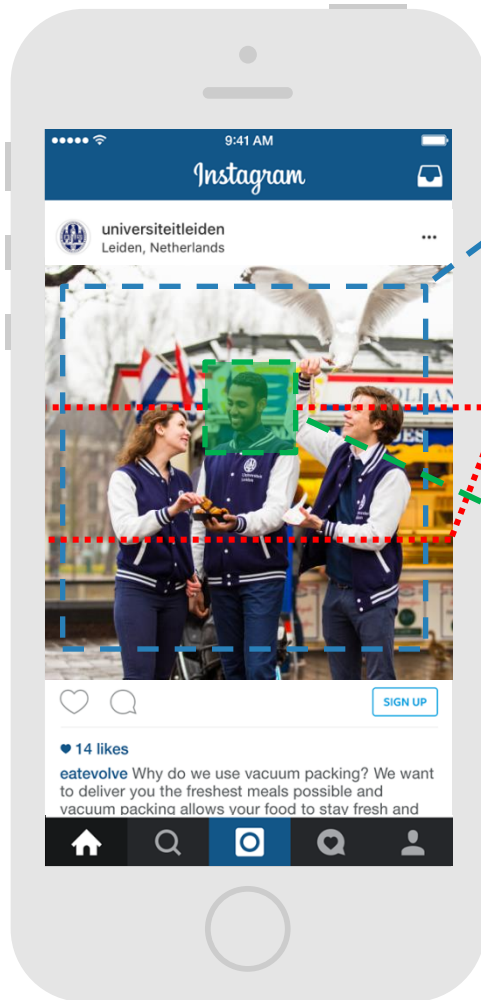 9:41 AM
Instagram
universiteitleiden
Leiden, Netherlands
SIGN UP
14 likes
eatevolve Why do we use vacuum packing? We want
to deliver you the freshest meals possible and
vacuum packing allows your food to stay fresh and